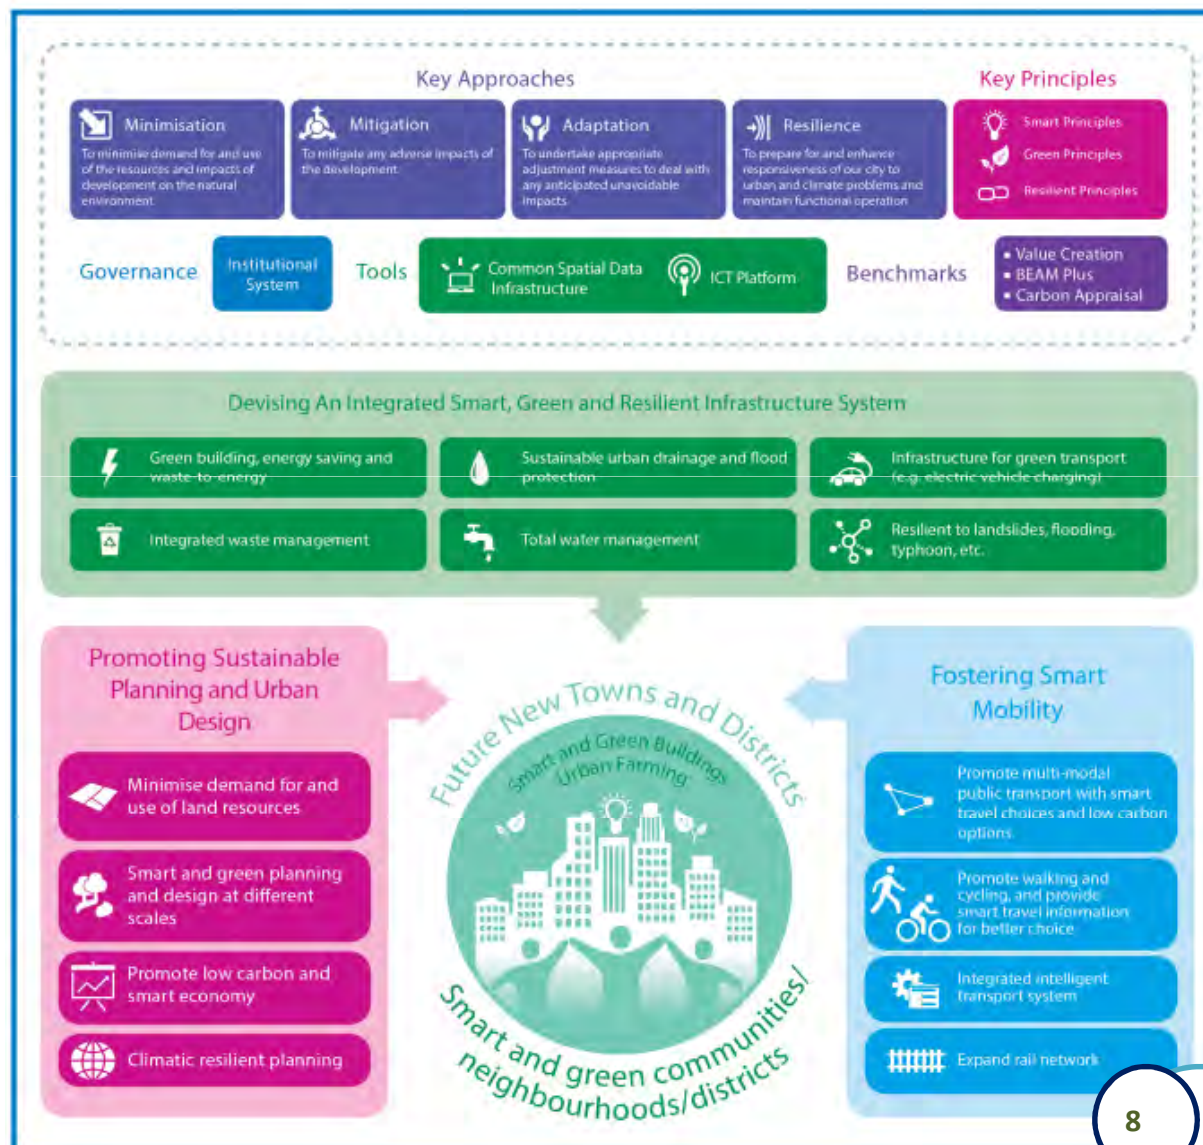 Key Approaches
Key Principles
Minimisation
To minimise demand for and use
of the resources and impacts of
development on the natural
environment
Mitigation
To mitigate any adverse impacts of
the development.
Adaptation
To undertake appropriate
adjustment measures to deal with
any anticipated unavoidable
impacts
Resilience
To prepare for and enhance
responsiveness of our city to
urban and climate problems and
maintain functional operation
Smart Principles
Green Principles
Resilient Principles
Governance
Institutional
System
Tools
Common Spatial Data
Infrastructure
ICT Platform
Benchmarks
▪ Value Creation
▪ BEAM Plus
▪ Carbon Appraisal
Devising An Integrated Smart, Green and Resilient Infrastructure System
Green building, energy saving and
waste-to-energy
Sustainable urban drainage and flood
protection
Infrastructure for green transport
(e.g. electric vehicle charging)
Integrated waste management
Total water management
Resilient to landslides, flooding,
typhoon, etc.
Promoting Sustainable
Planning and Urban
Design
Minimise demand for and
use of land resources
Smart and green planning
and design at different
scales
Promote low carbon and
smart economy
Climatic resilient planning
Future New Towns and Districts
Smart and Green Buildings
Urban Farming
Smart and green communities/
neighbourhoods/districts
Fostering Smart
Mobility
Promote multi-modal
public transport with smart
travel choices and low carbon
options
Promote walking and
cycling, and provide
smart travel information
for better choice
Integrated intelligent
transport system
Expand rail network
8